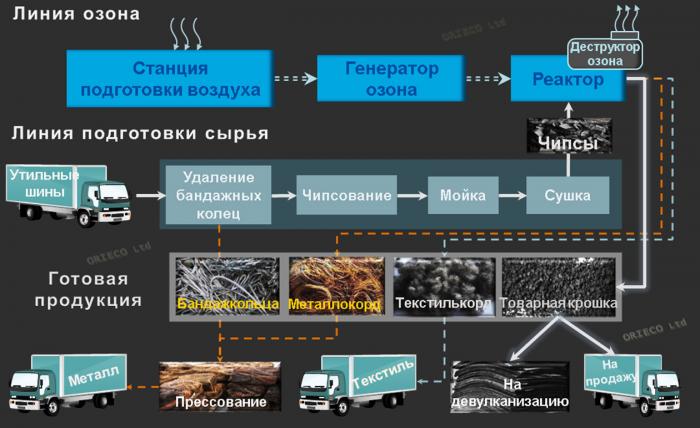 Линия озона
ORIECO Ltd
Деструктор
озона
Станция
подготовки воздуха
Генератор
озона
Реактор
Линия подготовки сырья
Чипсы
Утильные
шины
Удаление
бандажных
колец
Чипсование
Мойка
Сушка
ORIECO Ltd
ORIECO Ltd
Готовая
продукция
Бандажкольца
Металлокорд
Текстилькорд
Товарная крошка
ORIECO Ltd
Металл
Прессование
Текстиль
На
девулканизацию
На
продажу